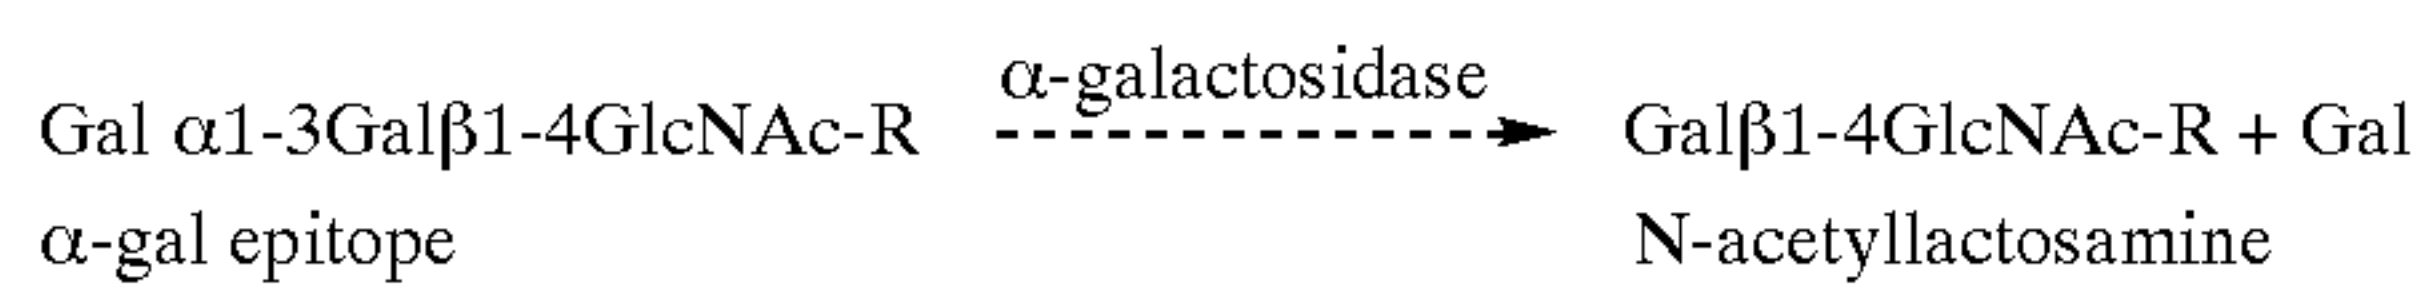 α-galactosidase
Gal α1-3Galβ1-4GlcNAc-R Galβ1-4GlcNAc-R + Gal
α-gal epitope N-acetyllactosamine